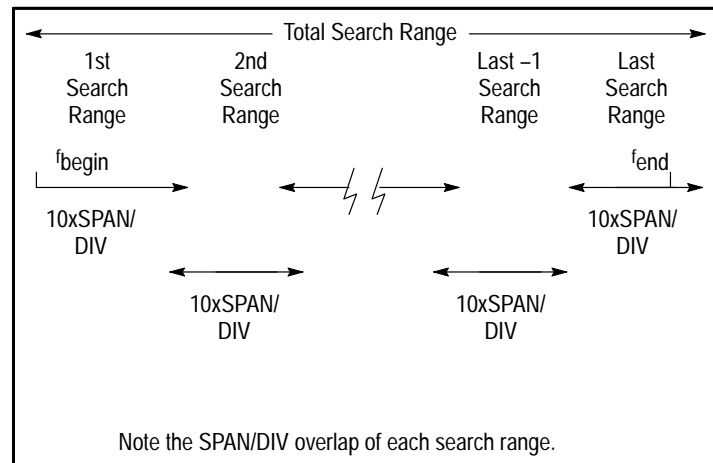 Total Search Range
1st
Search
Range
2nd
Search
Range
Last –1
Search
Range
Last
Search
Range
fbegin
fend
10xSPAN/
DIV
10xSPAN/
DIV
10xSPAN/
DIV
10xSPAN/
DIV
Note the SPAN/DIV overlap of each search range.